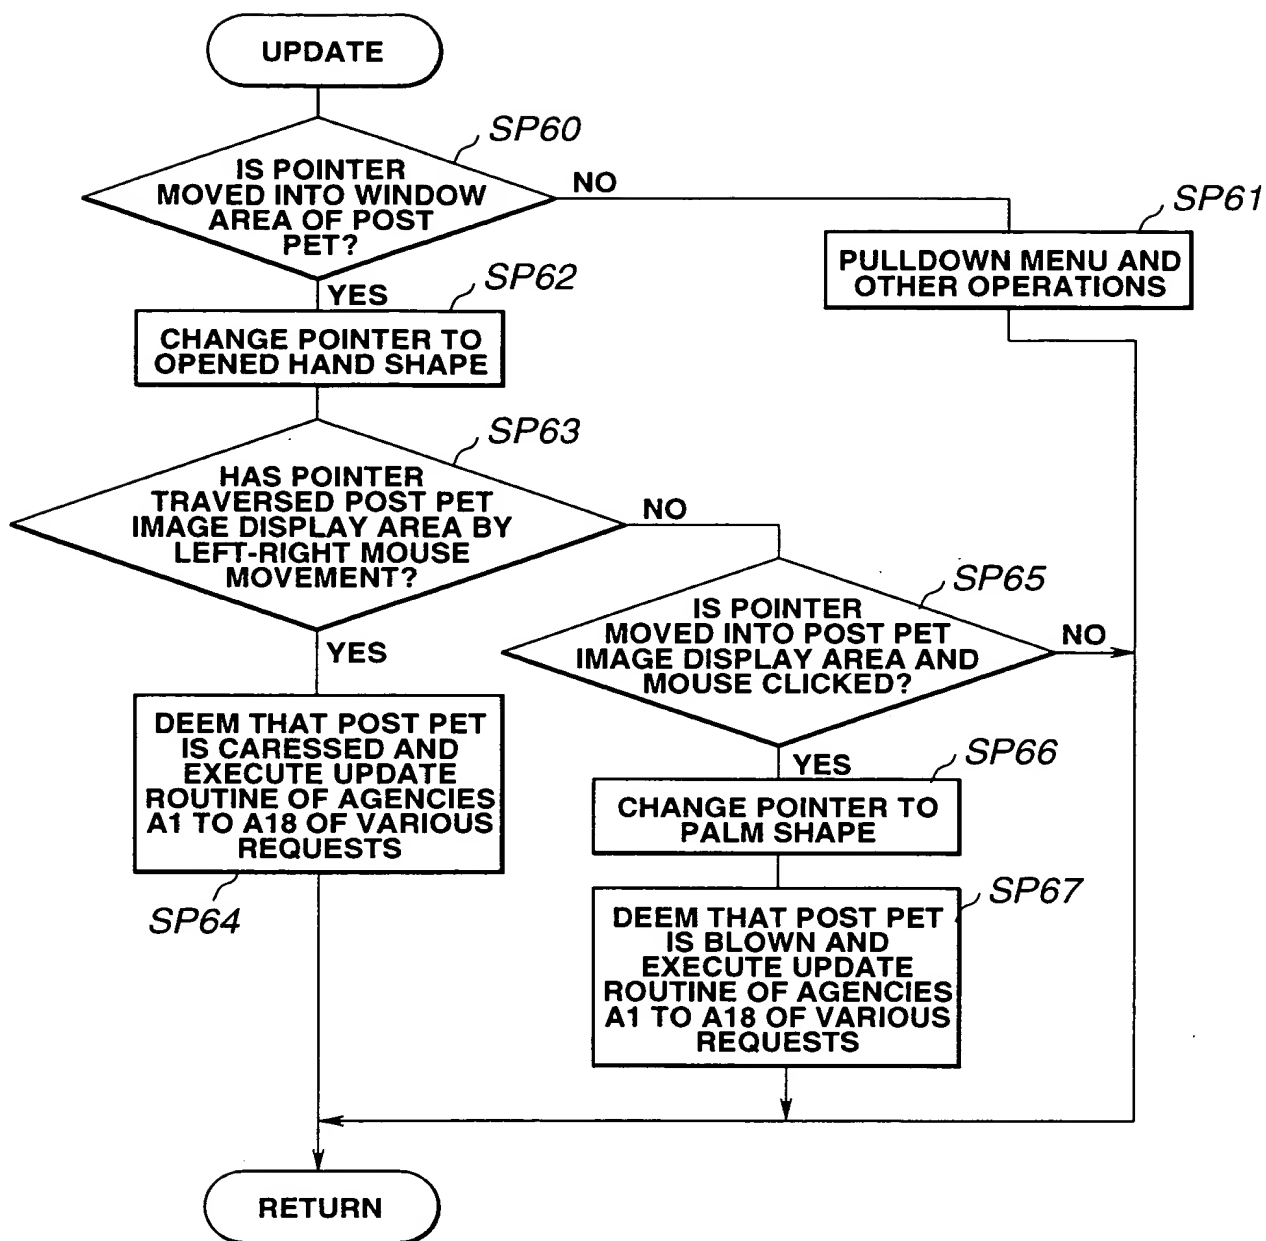 UPDATE
SP60
IS POINTER
MOVED INTO WINDOW
AREA OF POST
PET?
NO
SP61
PULLDOWN MENU AND
OTHER OPERATIONS
YES
SP62
CHANGE POINTER TO
OPENED HAND SHAPE
SP63
HAS POINTER
TRAVERSED POST PET
IMAGE DISPLAY AREA BY
LEFT-RIGHT MOUSE
MOVEMENT?
NO
YES
SP65
IS POINTER
MOVED INTO POST PET
IMAGE DISPLAY AREA AND
MOUSE CLICKED?
NO
YES
DEEM THAT POST PET
IS CARESSED AND
EXECUTE UPDATE
ROUTINE OF AGENCIES
A1 TO A18 OF VARIOUS
REQUESTS
SP64
SP66
CHANGE POINTER TO
PALM SHAPE
SP67
DEEM THAT POST PET
IS BLOWN AND
EXECUTE UPDATE
ROUTINE OF AGENCIES
A1 TO A18 OF VARIOUS
REQUESTS
RETURN